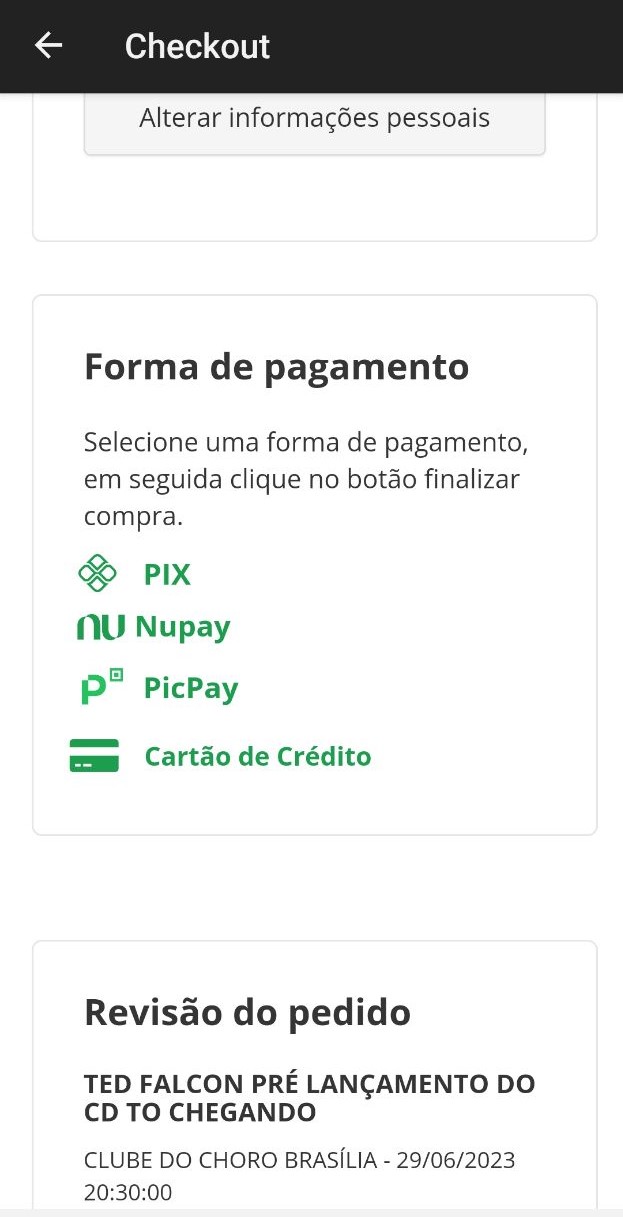 Checkout
Alterar informações pessoais
Forma de pagamento
Selecione uma forma de pagamento,
em seguida clique no botão finalizar
compra.
PIX
nu Nupay
PicPay
Cartão de Crédito
Revisão do pedido
TED FALCON PRÉ LANÇAMENTO DO
CD TO CHEGANDO
CLUBE DO CHORO BRASÍLIA - 29/06/2023
20:30:00